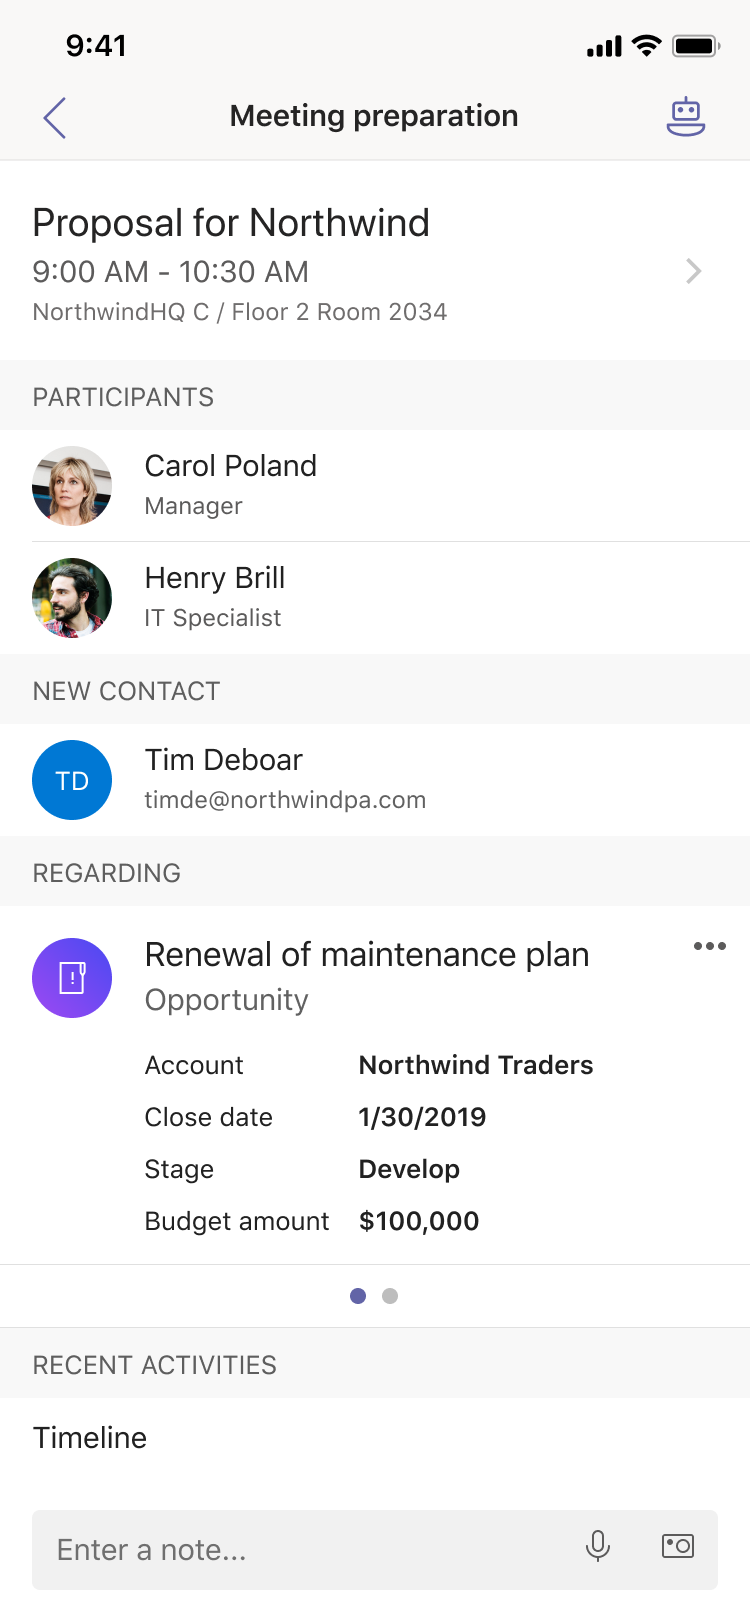 9:41
Meeting preparation
Proposal for Northwind
9:00 AM - 10:30 AM
NorthwindHQ C / Floor 2 Room 2034
PARTICIPANTS
Carol Poland
Manager
Henry Brill
IT Specialist
NEW CONTACT
TD
Tim Deboar
timde@northwindpa.com
REGARDING
Renewal of maintenance plan
Opportunity
Account Northwind Traders
Close date 1/30/2019
Stage Develop
Budget amount $100,000
RECENT ACTIVITIES
Timeline
Enter a note...